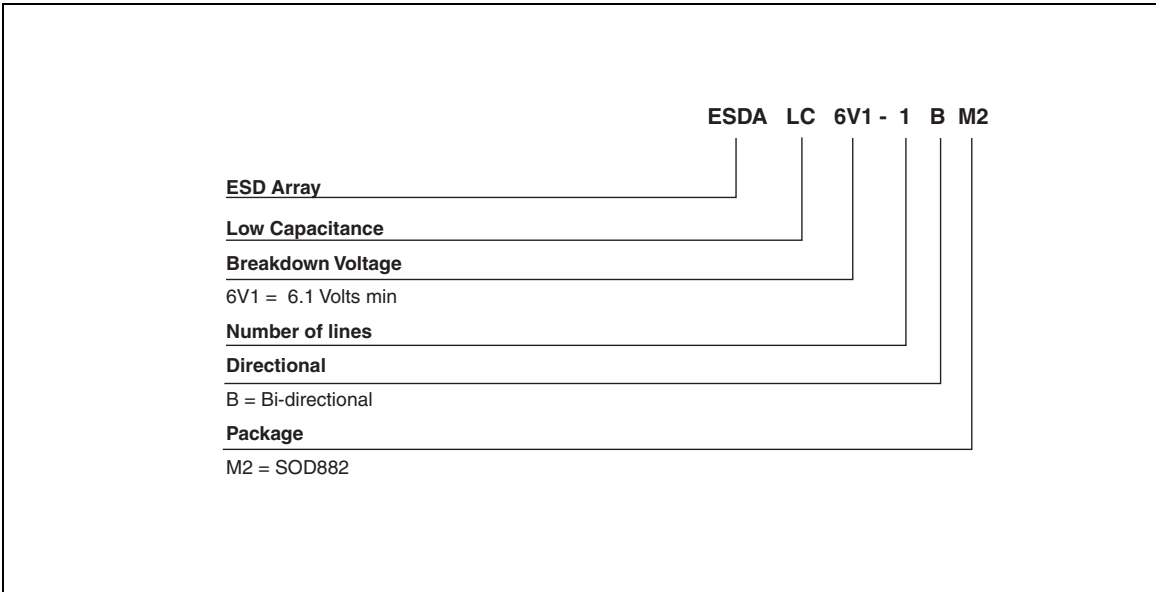 ESDA LC 6V1 - 1 B M2
ESD Array
Low Capacitance
Breakdown Voltage
6V1 = 6.1 Volts min
Number of lines
Directional
B = Bi-directional
Package
M2 = SOD882